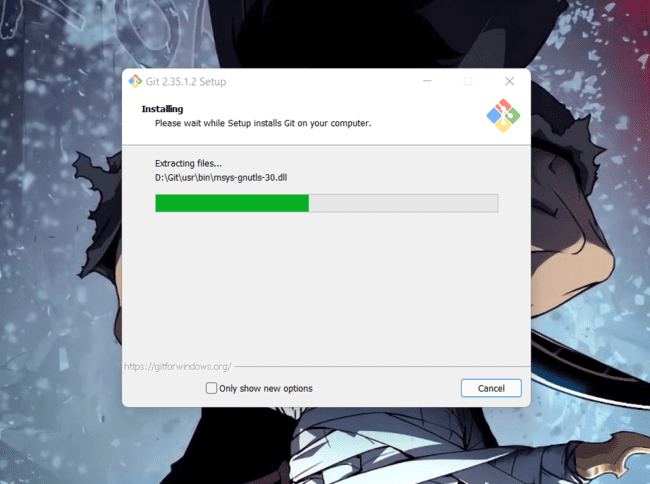 Git 2.35.1.2 Setup
Installing
Please wait while Setup installs Git on your computer.
Extracting files...
D:\Git\usr\bin\msys-gnutls-30.dll
https://gitforwindows.org/
Only show new options
Cancel